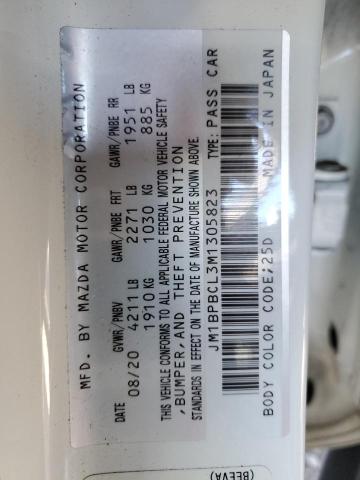 MFD. BY MAZDA MOTOR CORPORATION
DATE GVWR/PNBV GAWR/PNBE FRT GAWR/PNBE RR
08/20 4211 LB 2271 LB 1951 LB
1910 KG 1030 KG 885 KG
THIS VEHICLE CONFORMS TO ALL APPLICABLE FEDERAL MOTOR VEHICLE SAFETY
,BUMPER,AND THEFT PREVENTION
STANDARDS IN EFFECT ON THE DATE OF MANUFACTURE SHOWN ABOVE.
JM1BPBCL3M1305823 TYPE: PASS CAR
BODY COLOR CODE;25D MADE IN JAPAN
(BEEVA)